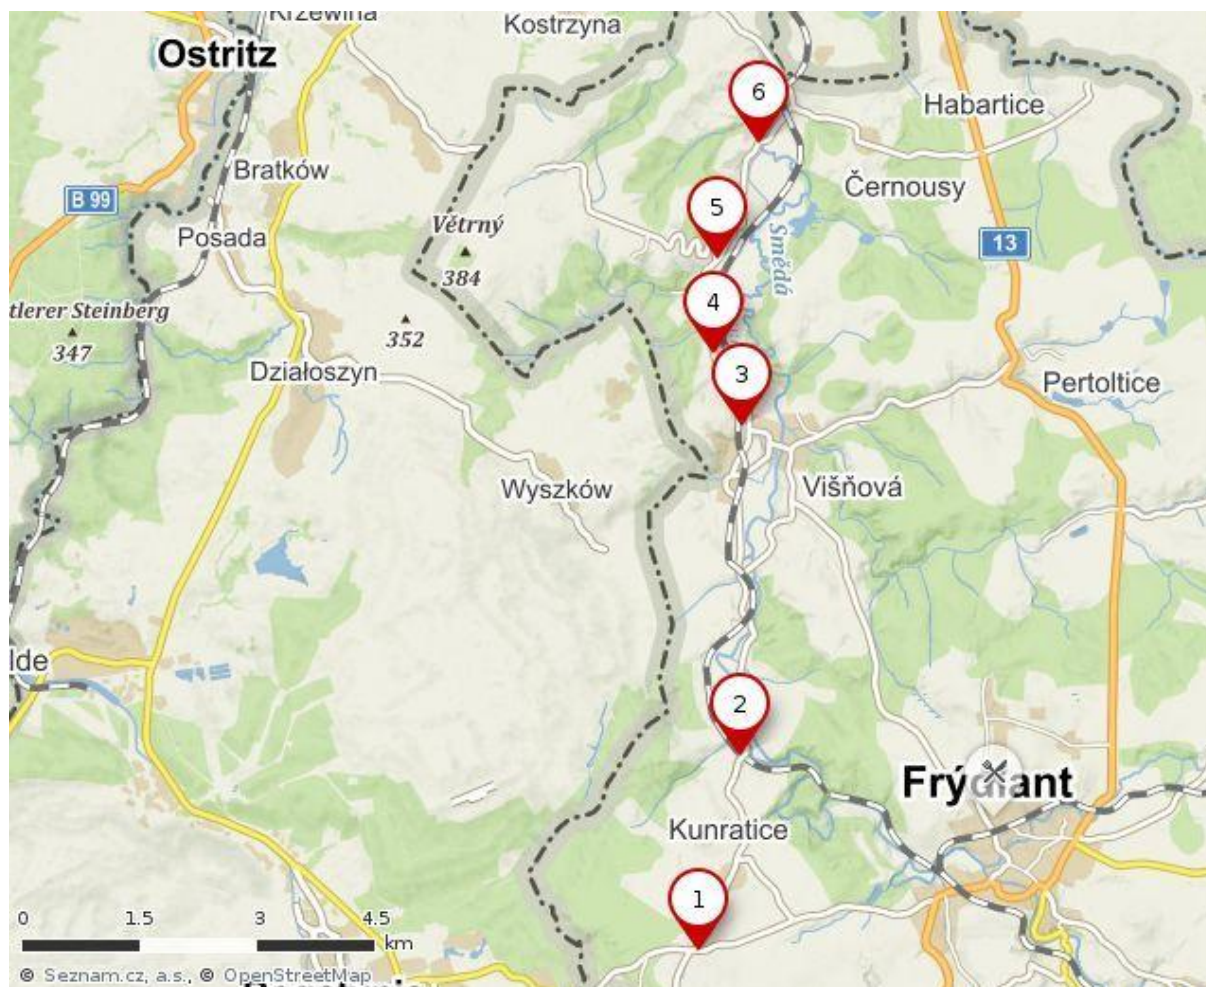 Krzewina
Kostrzyna
Ostritz
6
Habartice
Bratków
Černousy
B 99
5
Větrný
384
Posada
13
Smědá
4
tlerer Steinberg
347
352
3
Działoszyn
Pertoltice
Wyszków
Višňová
lde
2
Frýdlant
Kunratice
1
0 1.5 3 4.5
km
© Seznam.cz, a.s., © OpenStreetMap